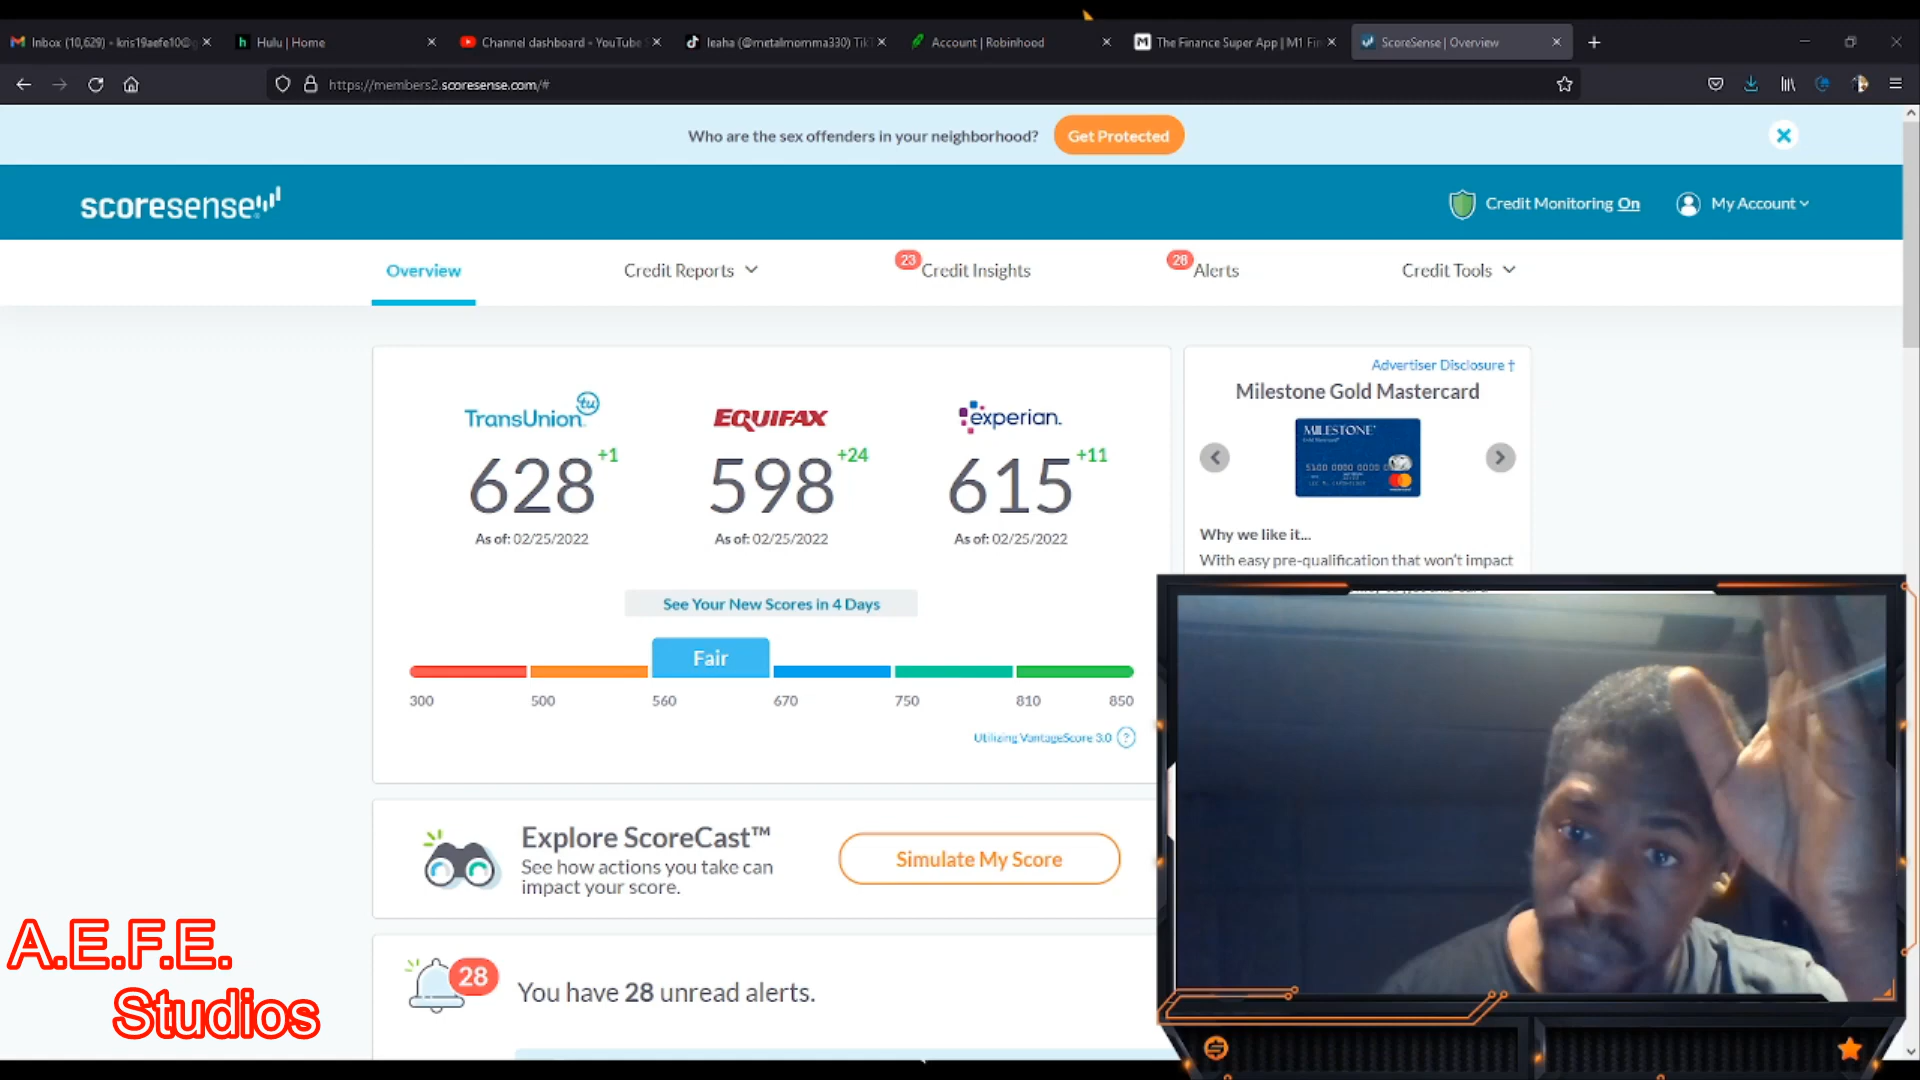 Inbox (10,629) - kris19aefe10@g
Hulu | Home
Channel dashboard - YouTube S
leaha (@metalmomma330) TikT
Account | Robinhood
The Finance Super App | M1 Fin
ScoreSense | Overview
https://members2.scoresense.com/#
Who are the sex offenders in your neighborhood?
Get Protected
scoresense
Credit Monitoring On
My Account
Overview
Credit Reports
23
Credit Insights
28
Alerts
Credit Tools
TransUnion tu
628 +1
As of: 02/25/2022
EQUIFAX
598 +24
As of: 02/25/2022
experian.
615 +11
As of: 02/25/2022
See Your New Scores in 4 Days
Fair
300 500 560 670 750 810 850
Utilizing VantageScore 3.0 ?
Advertiser Disclosure †
Milestone Gold Mastercard
MILESTONE
Why we like it...
With easy pre-qualification that won't impact
Explore ScoreCast™
See how actions you take can
impact your score.
Simulate My Score
28
You have 28 unread alerts.
A.E.F.E.
Studios